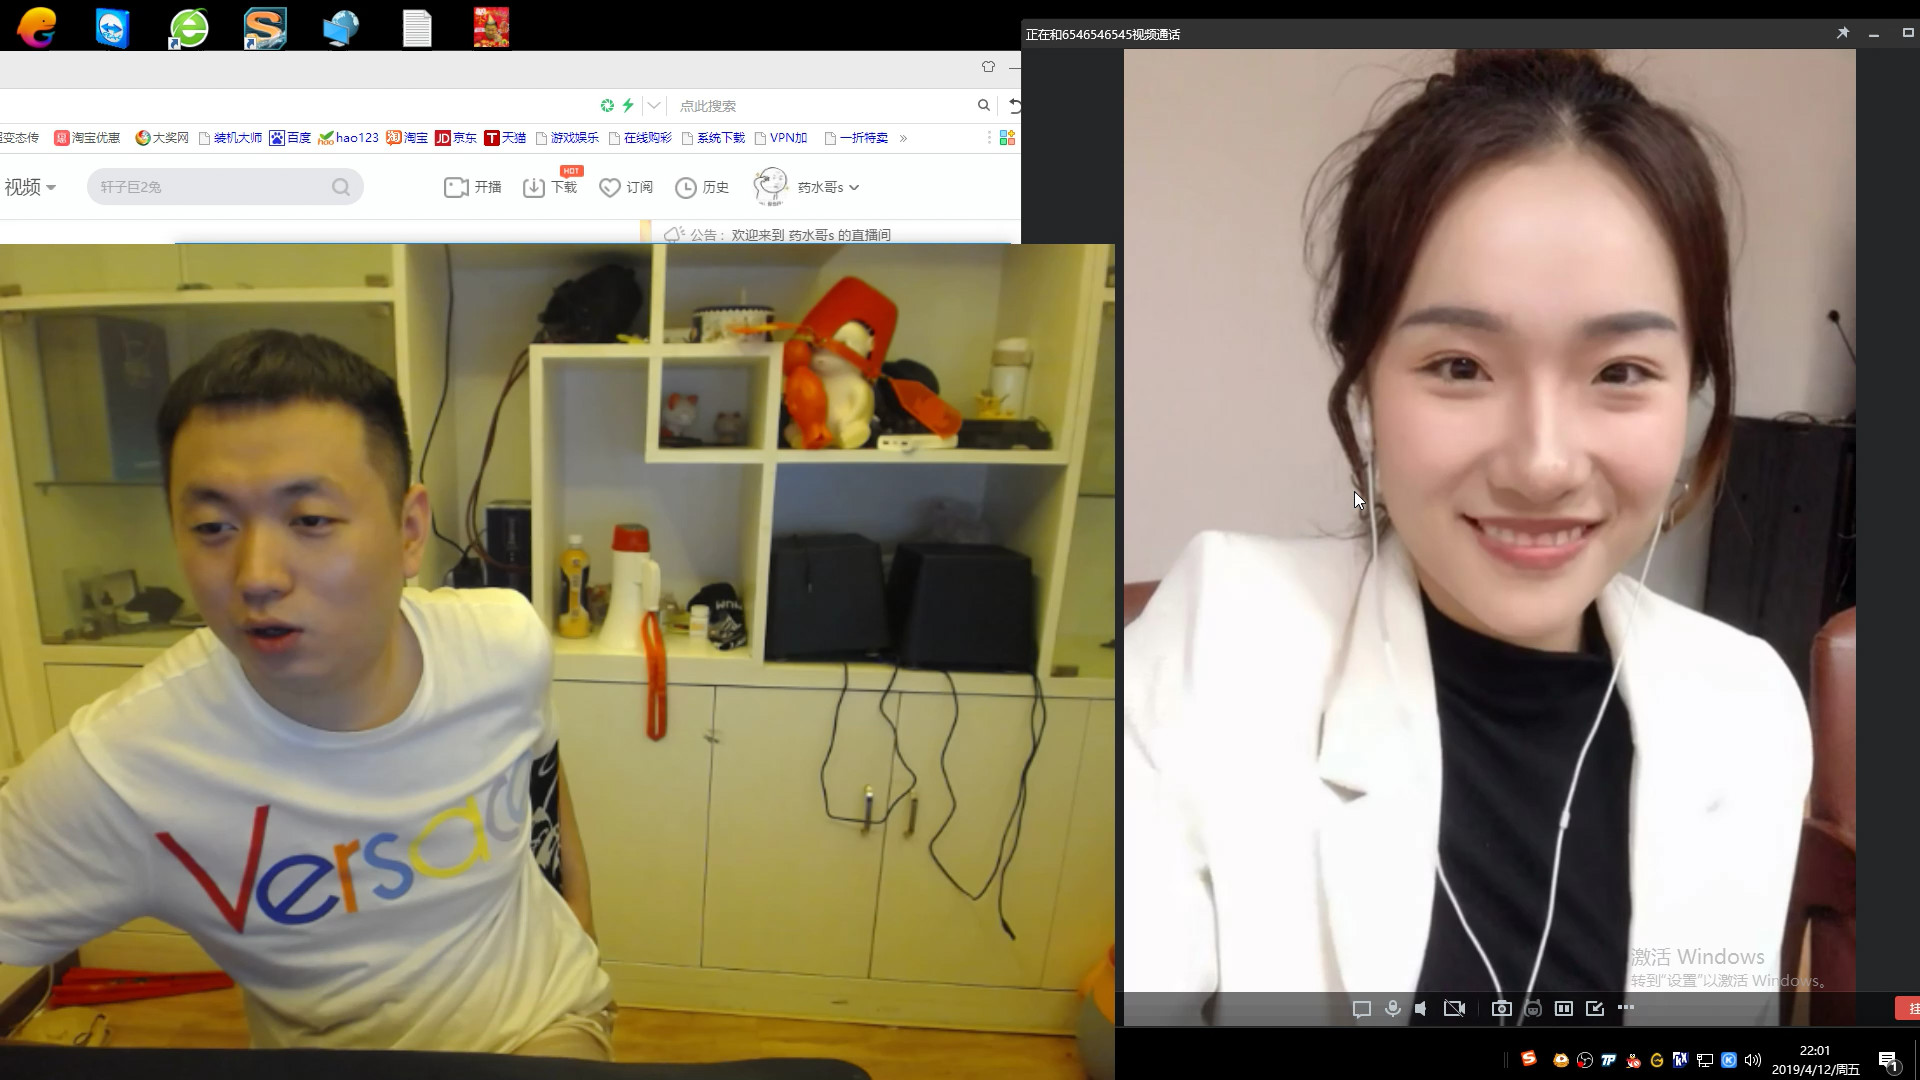 正在和6546546545视频通话
点此搜索
变态传 淘宝优惠 大奖网 装机大师 百度 hao123 淘宝 京东 天猫 游戏娱乐 在线购彩 系统下载 VPN加 一折特卖 »
视频 轩子巨2兔 开播 下载 HOT 订阅 历史 药水哥s
公告： 欢迎来到 药水哥s 的直播间
Versac
激活 Windows
转到“设置”以激活 Windows。
挂
22:01
2019/4/12/周五
1